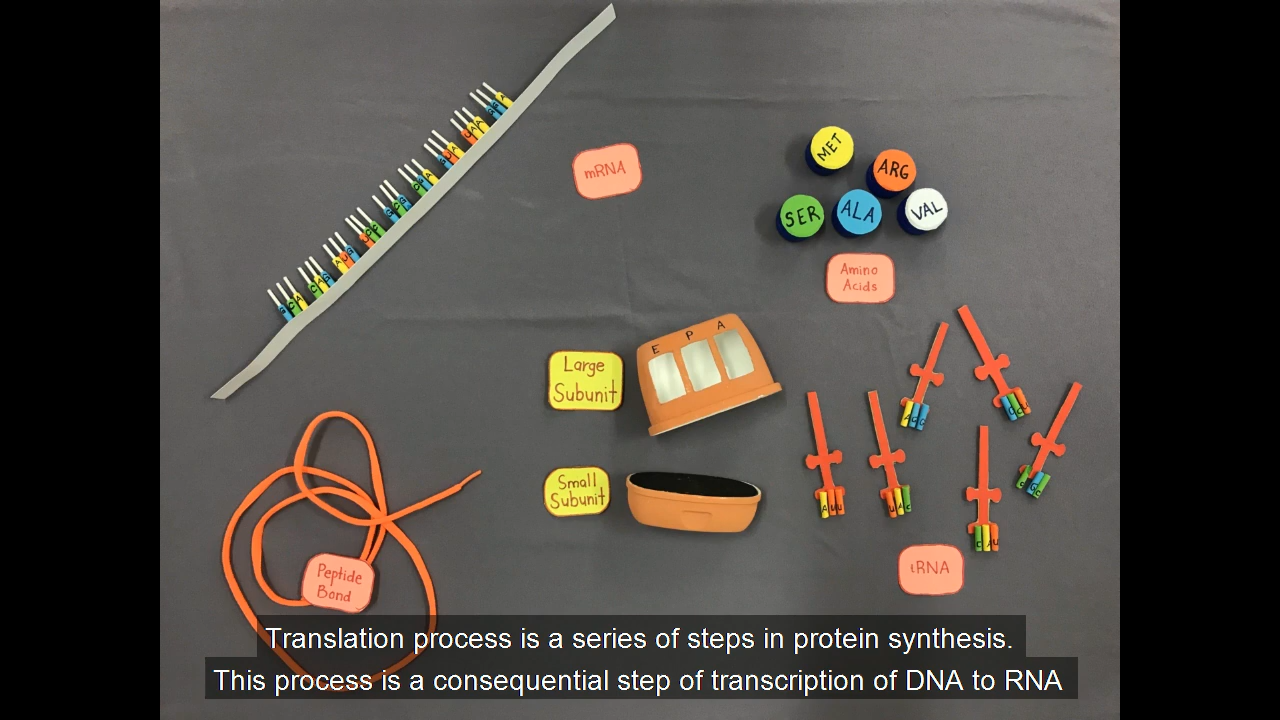 mRNA
MET
ARG
SER
ALA
VAL
Amino
Acids
E P A
Large
Subunit
Small
Subunit
Peptide
Bond
A U U
U A C
C A U
tRNA
Translation process is a series of steps in protein synthesis.
This process is a consequential step of transcription of DNA to RNA